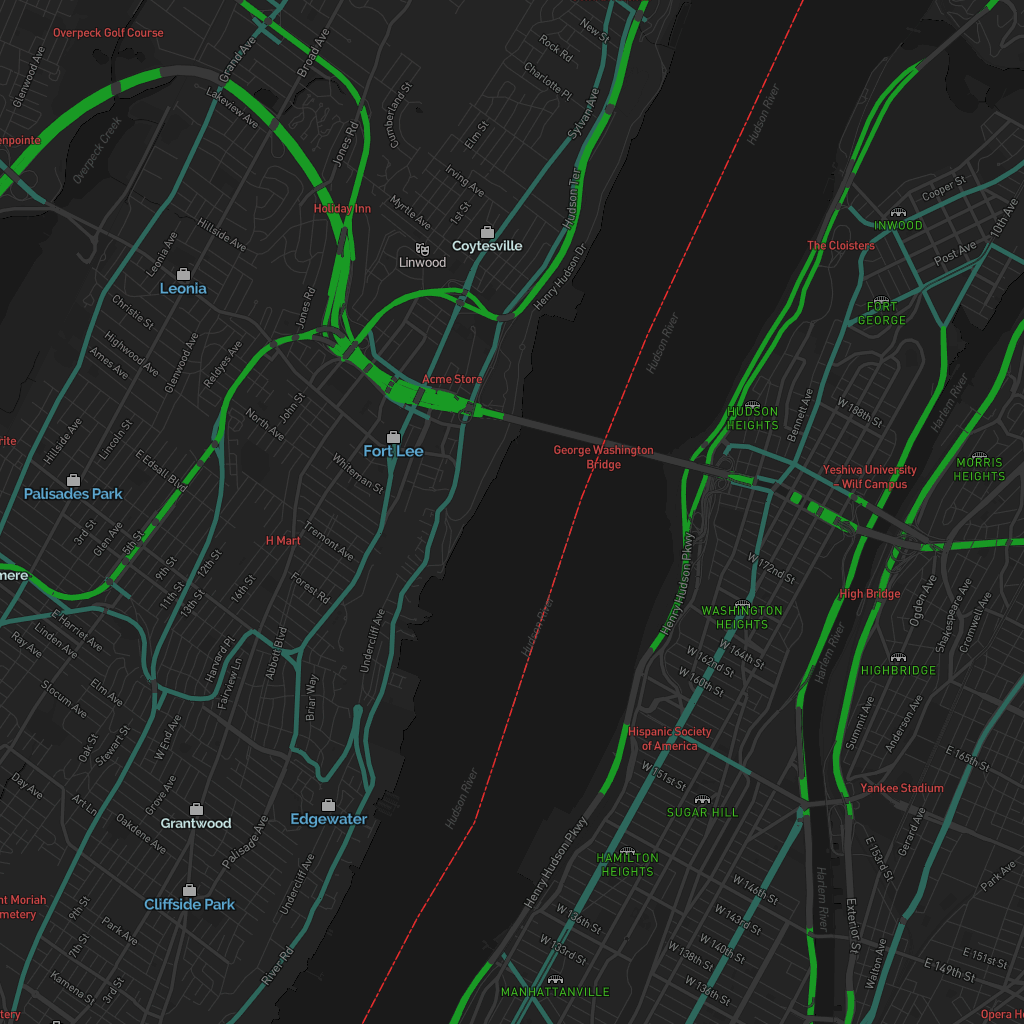 Overpeck Golf Course
Glenwood Ave
Grand Ave
Broad Ave
New St
Rock Rd
Charlotte Pl
Sylvan Ave
Hudson River
Lakeview Ave
Cumberland St
Elm St
Jones Rd
Overpeck Creek
Irving Ave
Hudson Ter
Cooper St
10th Ave
Holiday Inn
Myrtle Ave
1st St
INWOOD
Hillside Ave
Leonia Ave
Coytesville
Linwood
The Cloisters
Post Ave
Leonia
Henry Hudson Dr
Jones Rd
Christie St
FORT
GEORGE
Highwood Ave
Ames Ave
Glenwood Ave
Reldyes Ave
Hudson River
Acme Store
Harlem River
John St
North Ave
HUDSON
HEIGHTS
W 188th St
Bennett Ave
Hillside Ave
Lincoln St
Fort Lee
George Washington
Bridge
MORRIS
HEIGHTS
Yeshiva University
- Wilf Campus
E Edsall Blvd
Whiteman St
Palisades Park
3rd St
Glen Ave
5th St
H Mart
Tremont Ave
Henry Hudson Pkwy
W 172nd St
9th St
12th St
11th St
13th St
16th St
Forest Rd
High Bridge
Ogden Ave
Shakespeare Ave
Cromwell Ave
WASHINGTON
HEIGHTS
E Harriet Ave
Linden Ave
Ray Ave
Hudson River
Undercliff Ave
Abbott Blvd
Harvard Pl
Fairview Ln
W 164th St
W 162nd St
W 160th St
Harlem River
HIGHBRIDGE
Slocum Ave
Elm Ave
Briar Way
Oak St
Stewart St
W End Ave
Hispanic Society
of America
Summit Ave
Anderson Ave
E 165th St
Day Ave
Art Ln
Grove Ave
Hudson River
W 151st St
Yankee Stadium
SUGAR HILL
Edgewater
Grantwood
Oakdene Ave
Palisade Ave
Gerard Ave
E 153rd St
Henry Hudson Pkwy
HAMILTON
HEIGHTS
Undercliff Ave
Cliffside Park
W 146th St
Harlem River
Park Ave
9th St
7th St
Park Ave
W 136th St
W 143rd St
Exterior St
W 133rd St
W 140th St
W 138th St
Walton Ave
E 151st St
E 149th St
River Rd
Kamena St
3rd St
MANHATTANVILLE
W 136th St